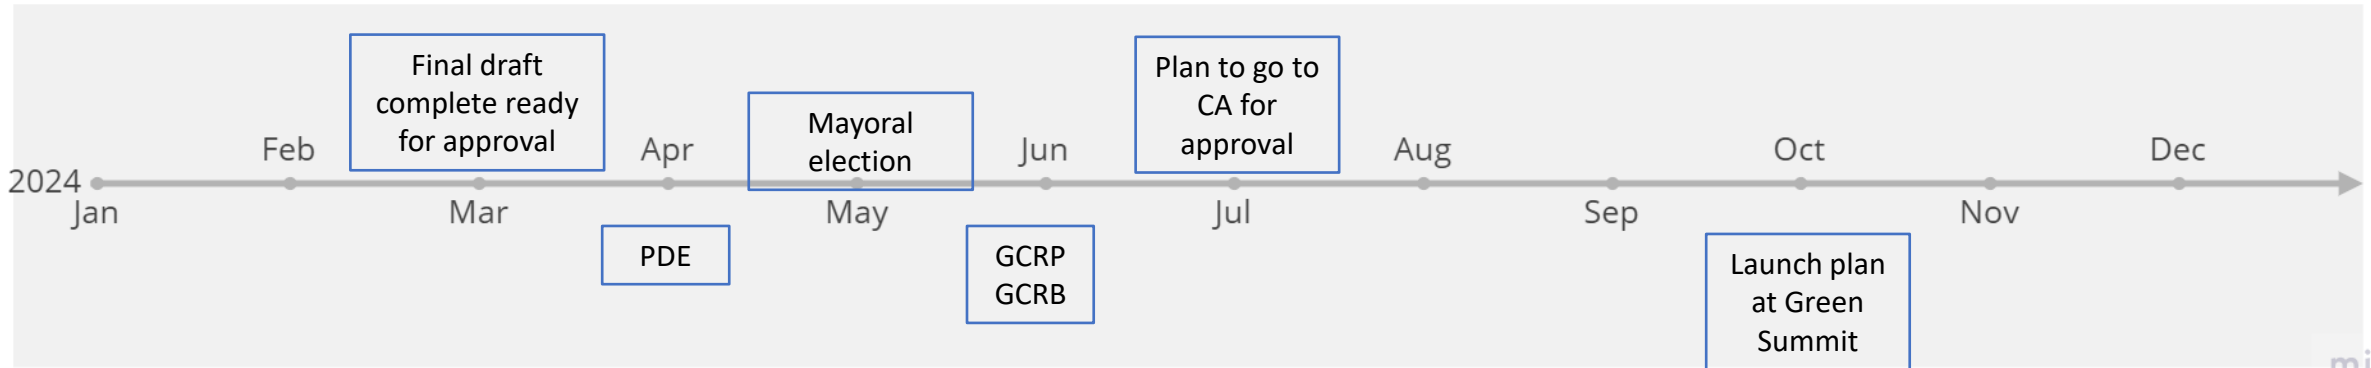 Final draft
complete ready
for approval
Plan to go to
CA for
approval
Mayoral
election
Feb
Apr
Jun
Aug
Oct
Dec
2024
Jan
Mar
May
Jul
Sep
Nov
PDE
GCRP
GCRB
Launch plan
at Green
Summit